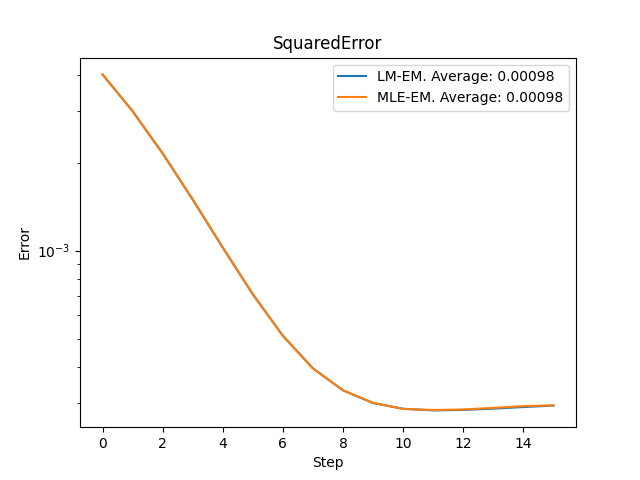 SquaredError
LM-EM. Average: 0.00098
MLE-EM. Average: 0.00098
Error
10⁻³
0 2 4 6 8 10 12 14
Step